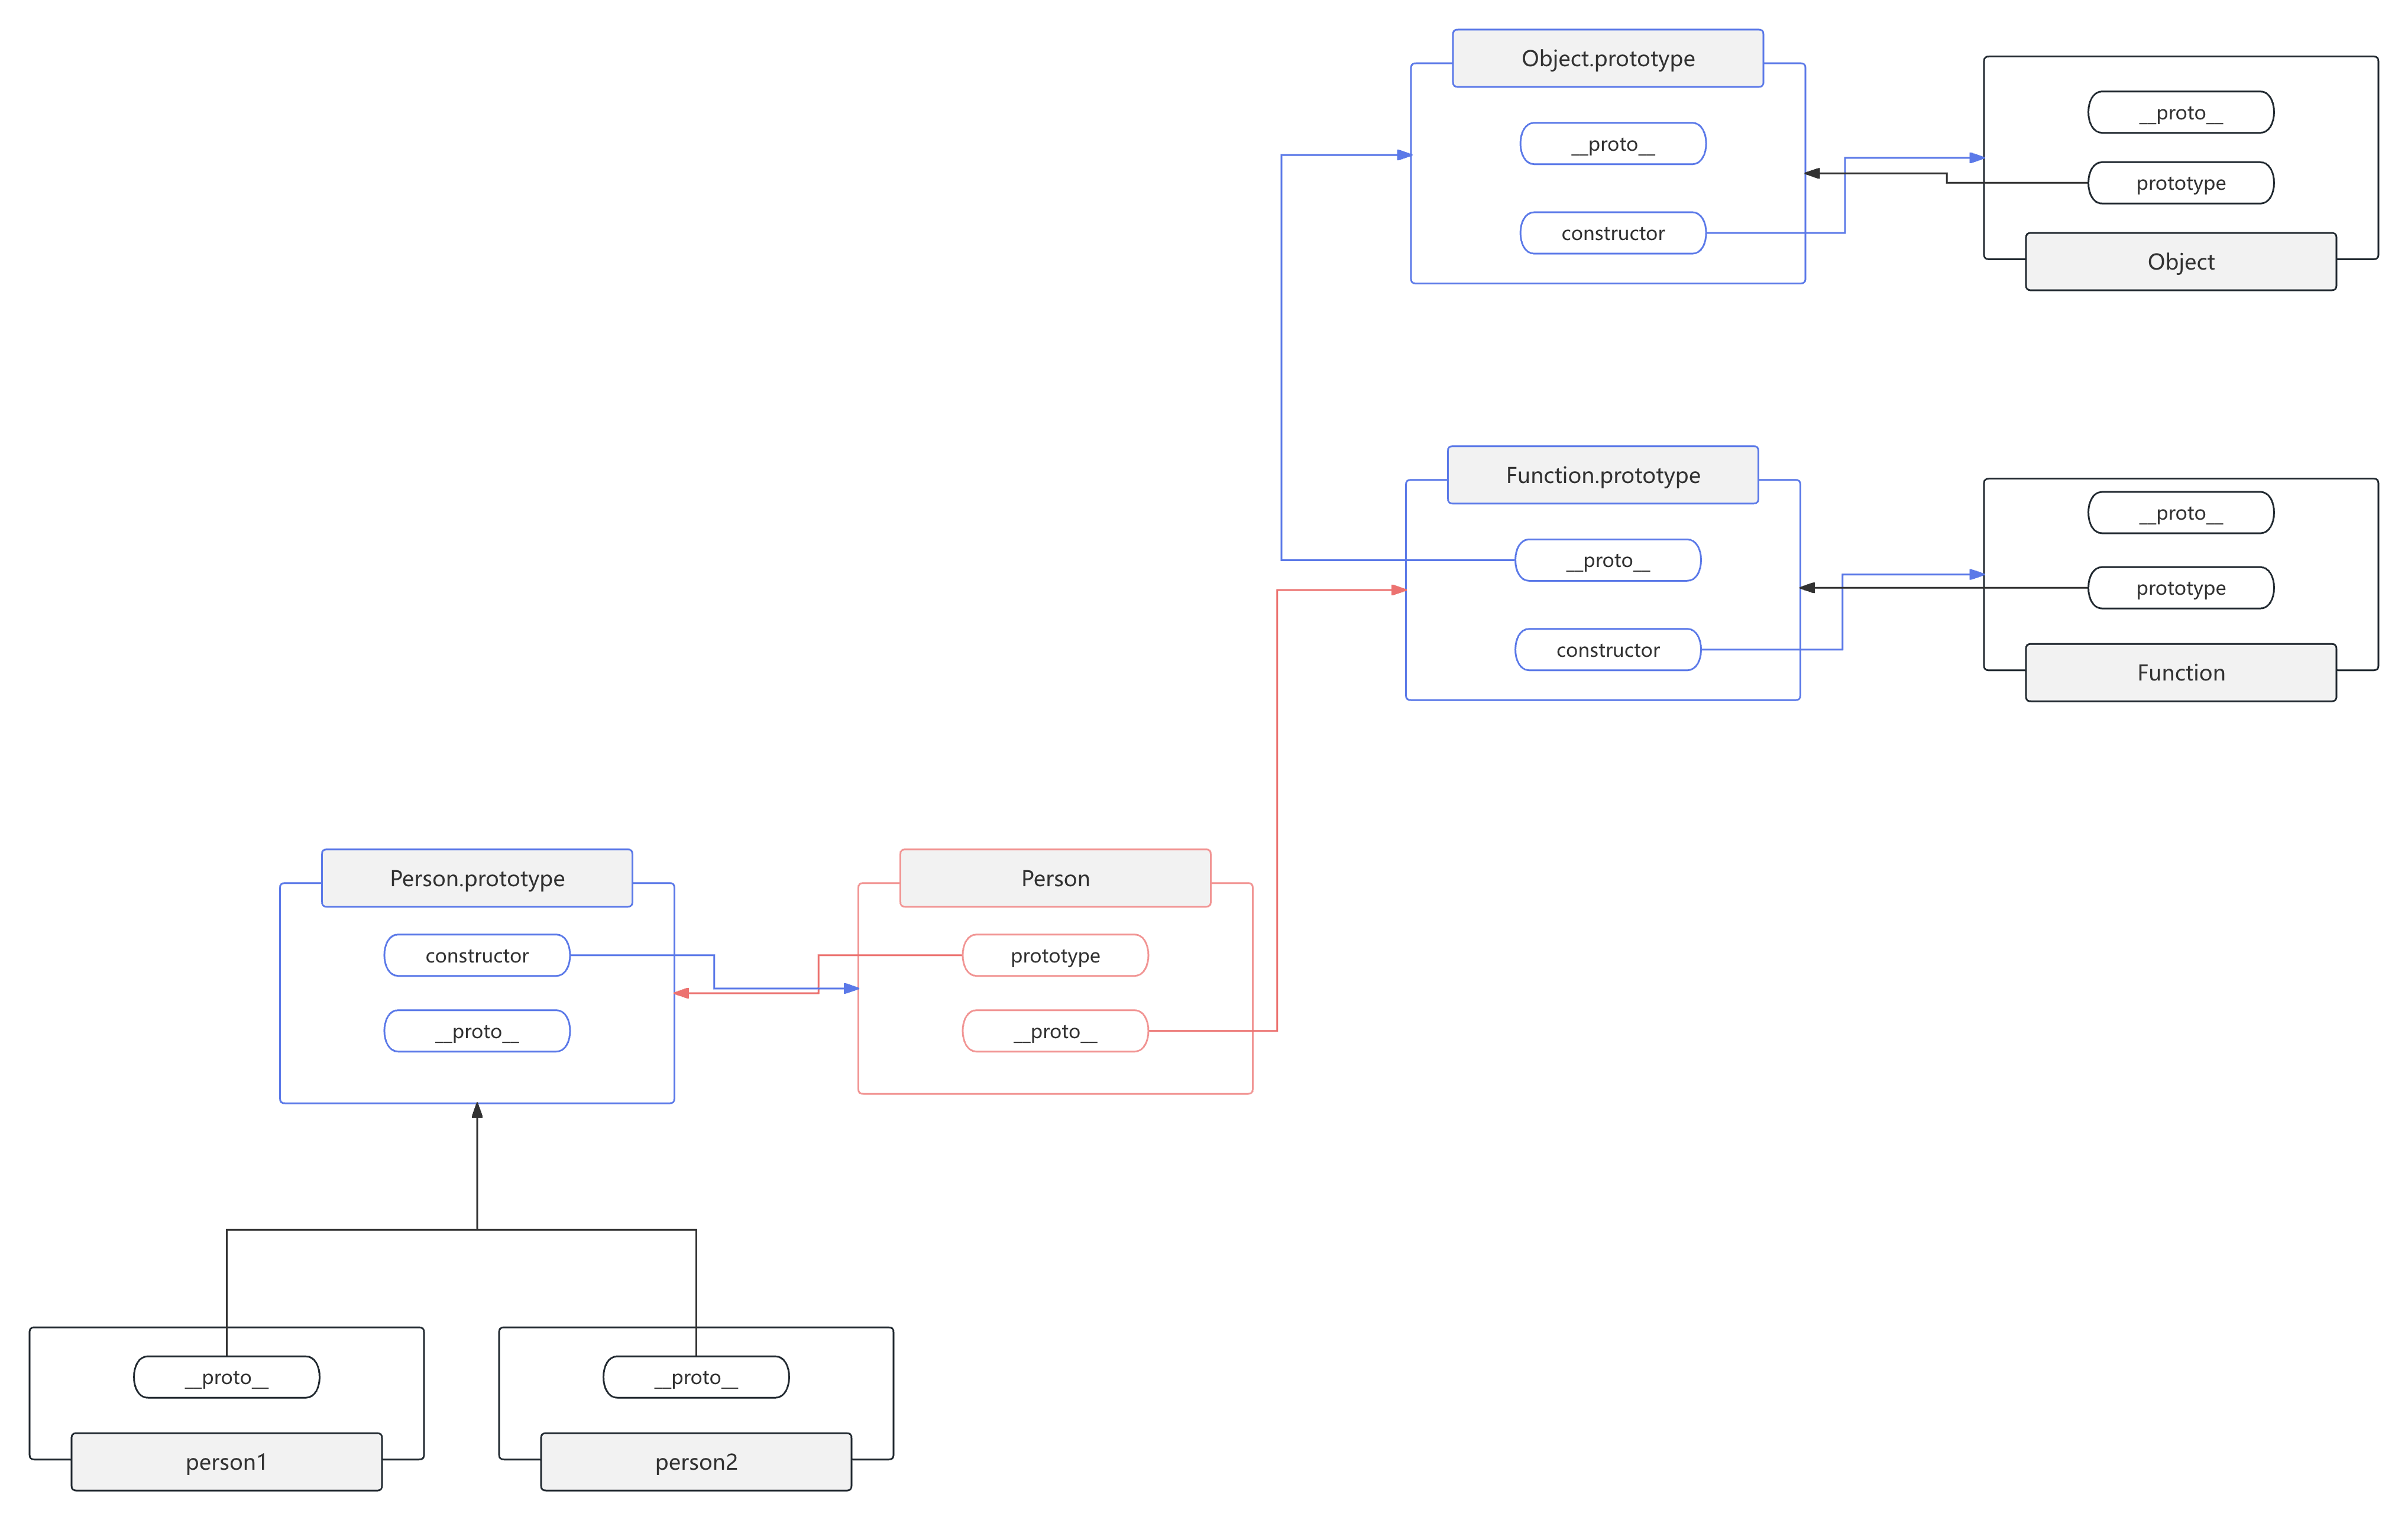 Object.prototype
__proto__
constructor
__proto__
prototype
Object
Function.prototype
__proto__
constructor
__proto__
prototype
Function
Person.prototype
constructor
__proto__
Person
prototype
__proto__
__proto__
person1
__proto__
person2